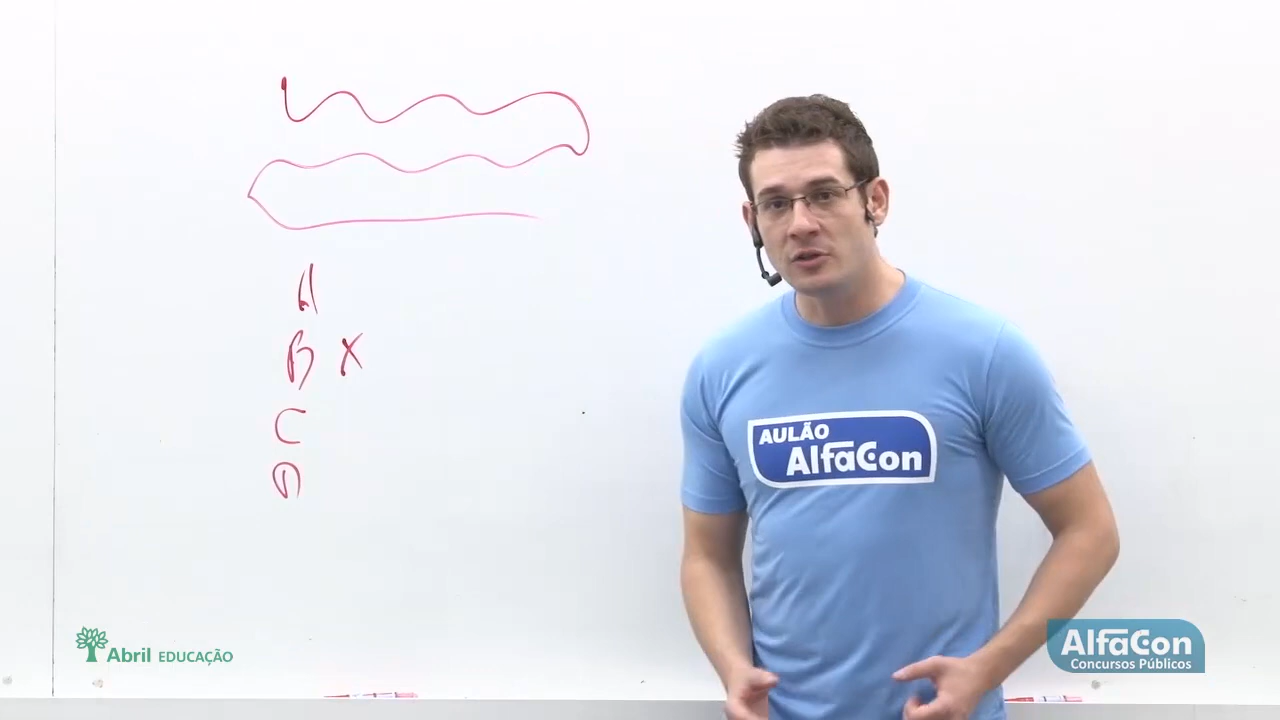 A
B X
C
D
AULÃO
AlfaCon
Abril EDUCAÇÃO
AlfaCon
Concursos Públicos